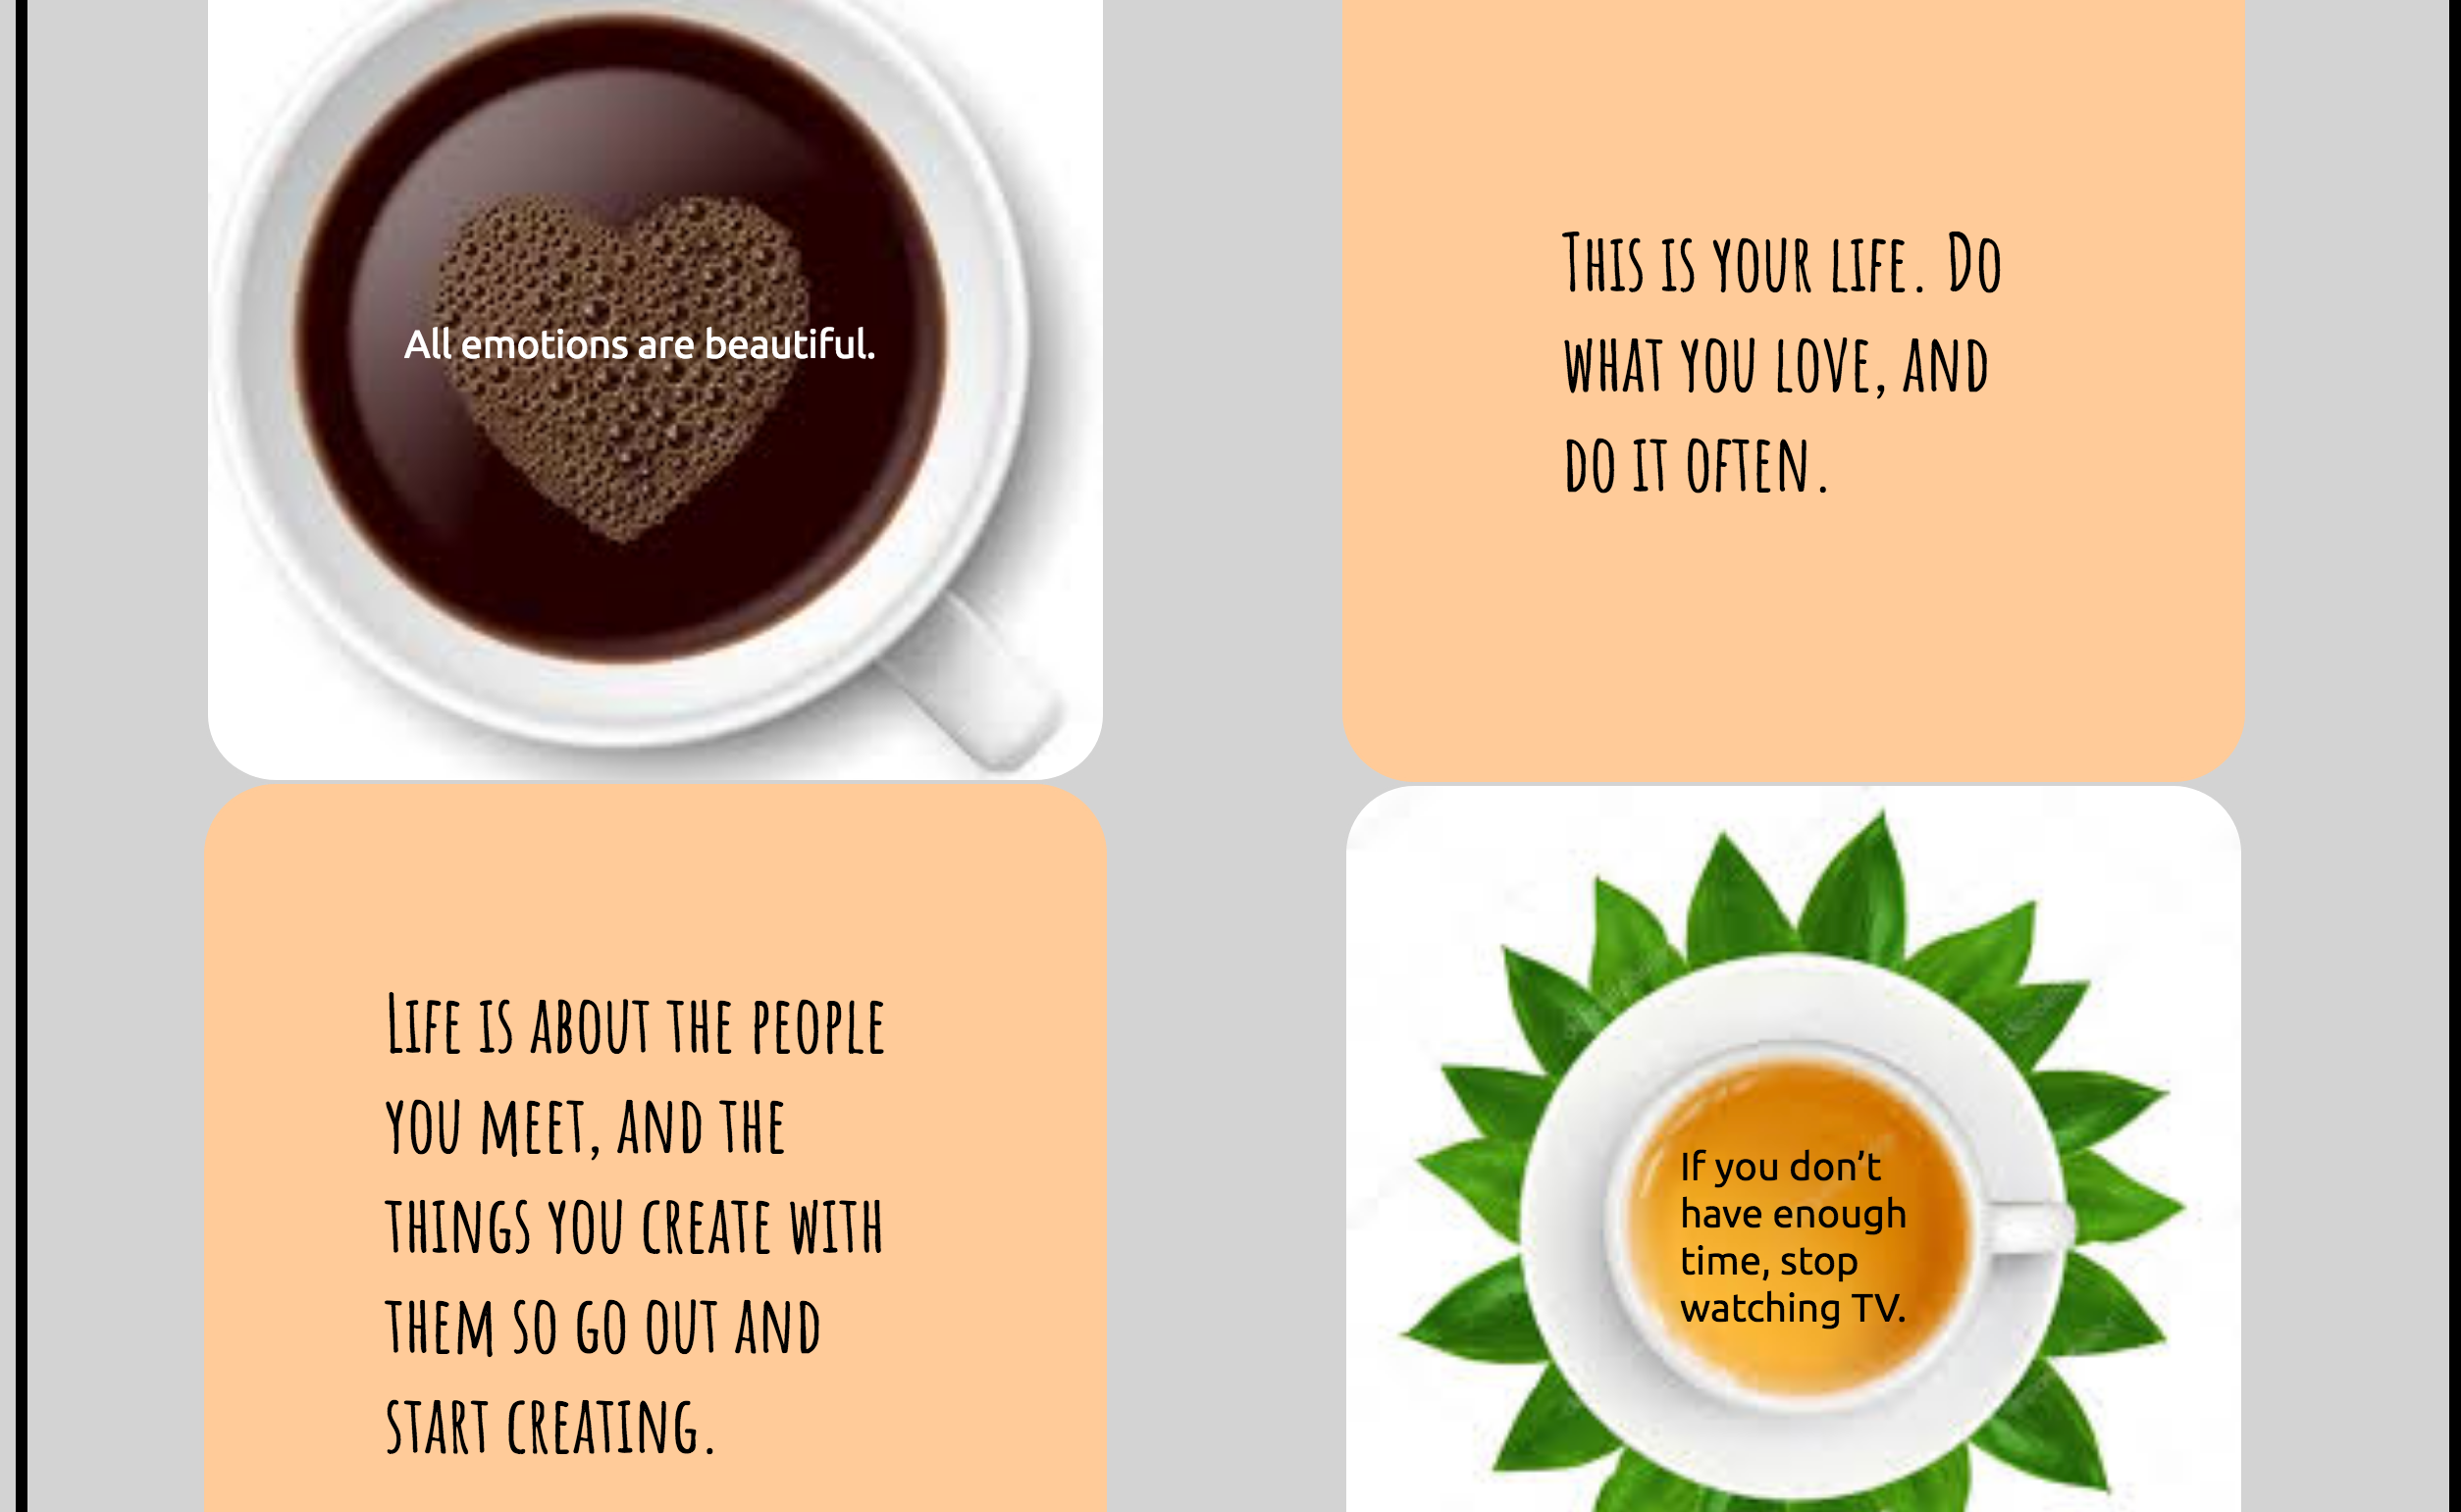 All emotions are beautiful.
This is your life. Do
what you love, and
do it often.
Life is about the people
you meet, and the
things you create with
them so go out and
start creating.
If you don’t
have enough
time, stop
watching TV.